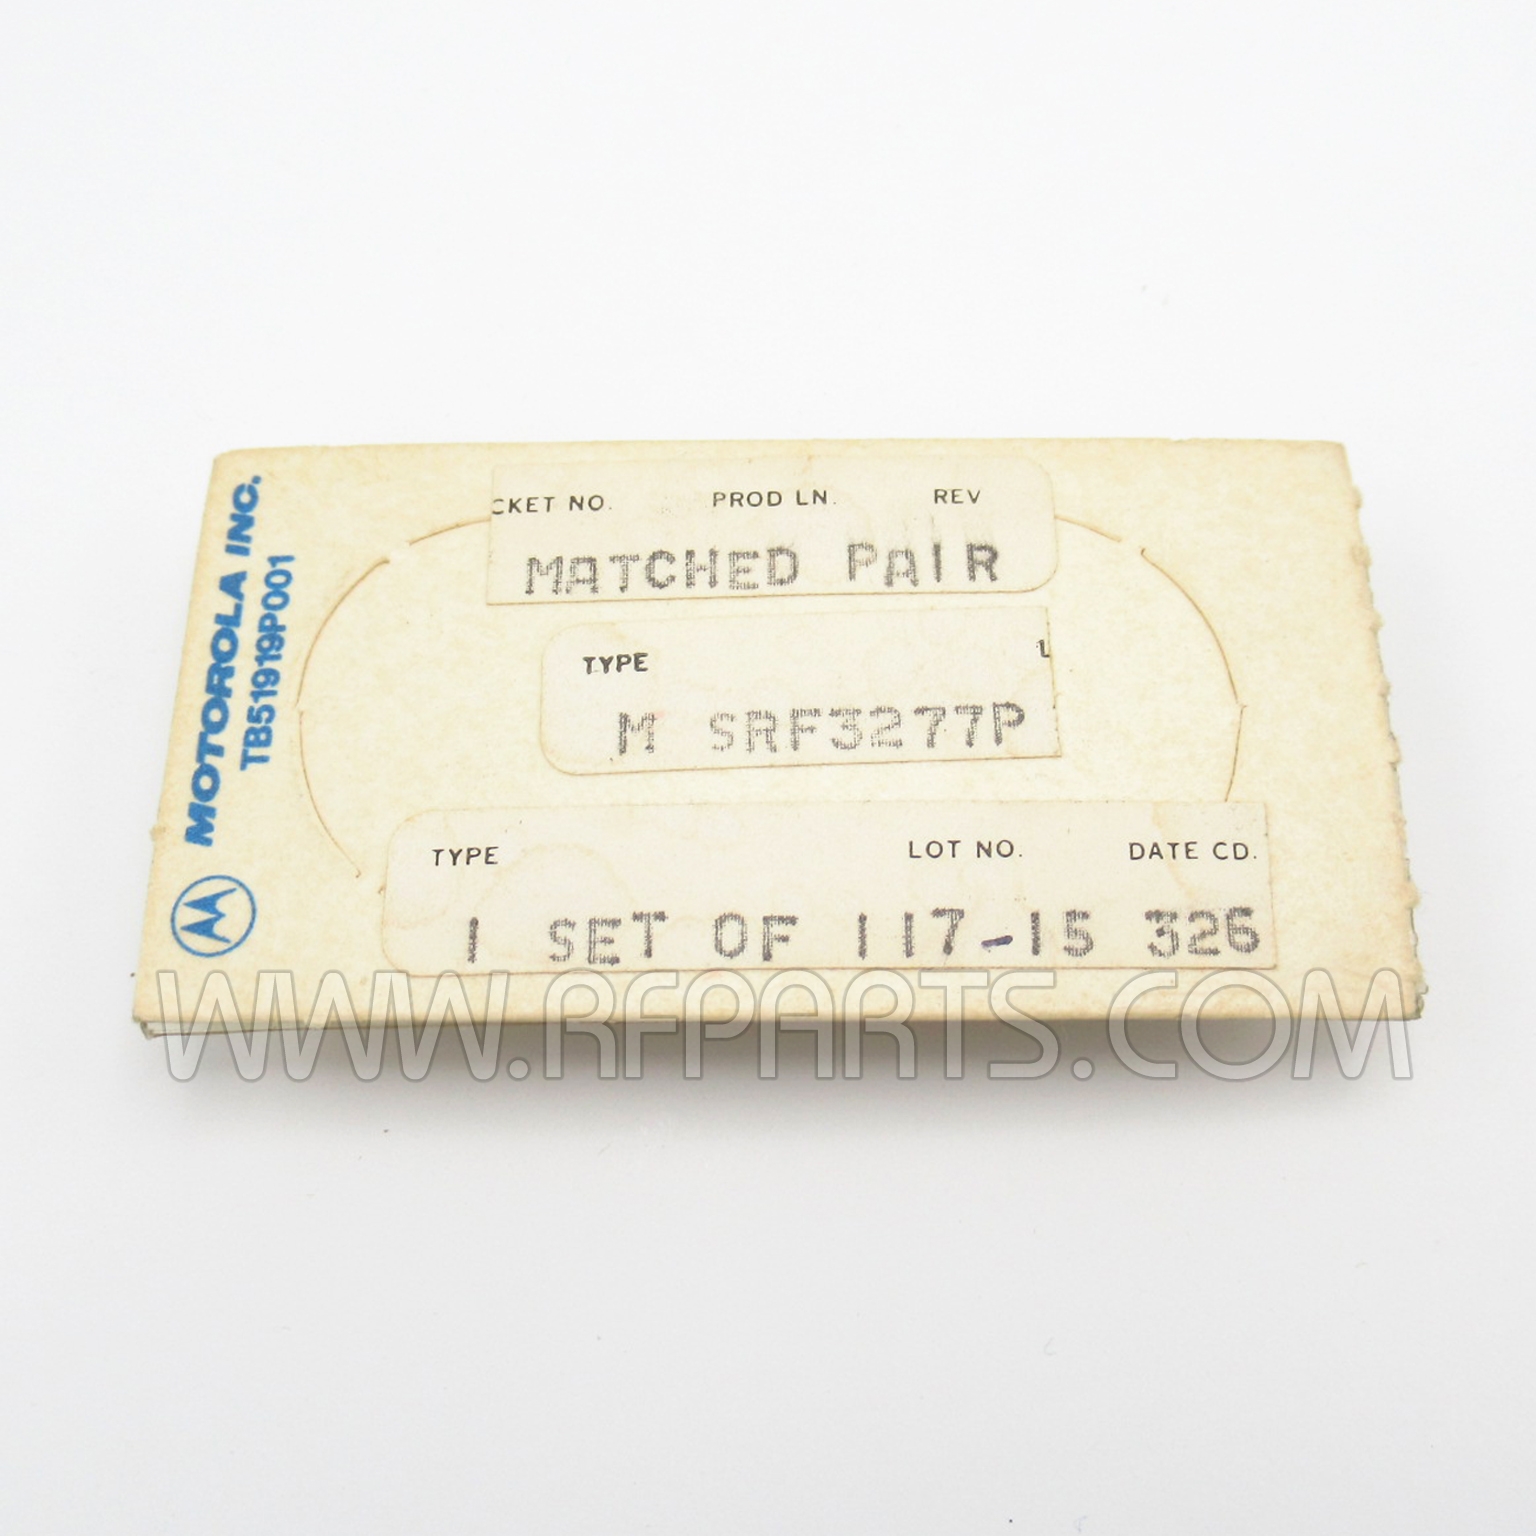 MOTOROLA INC.
TB51919P001
CKET NO. PROD LN. REV
MATCHED PAIR
TYPE
M SRF3277P
TYPE LOT NO. DATE CD.
1 SET OF 117-15 326
WWW.RFPARTS.COM